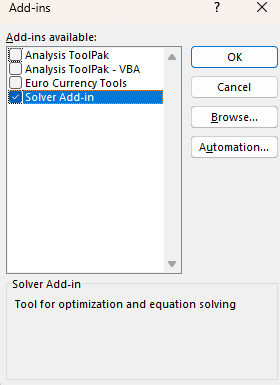 Add-ins
?
Add-ins available:
Analysis ToolPak
Analysis ToolPak - VBA
Euro Currency Tools
Solver Add-in
OK
Cancel
Browse...
Automation...
Solver Add-in
Tool for optimization and equation solving